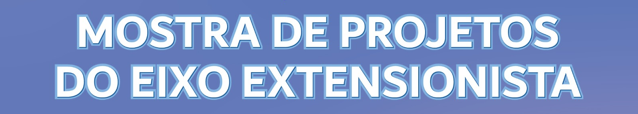 MOSTRA DE PROJETOS
DO EIXO EXTENSIONISTA